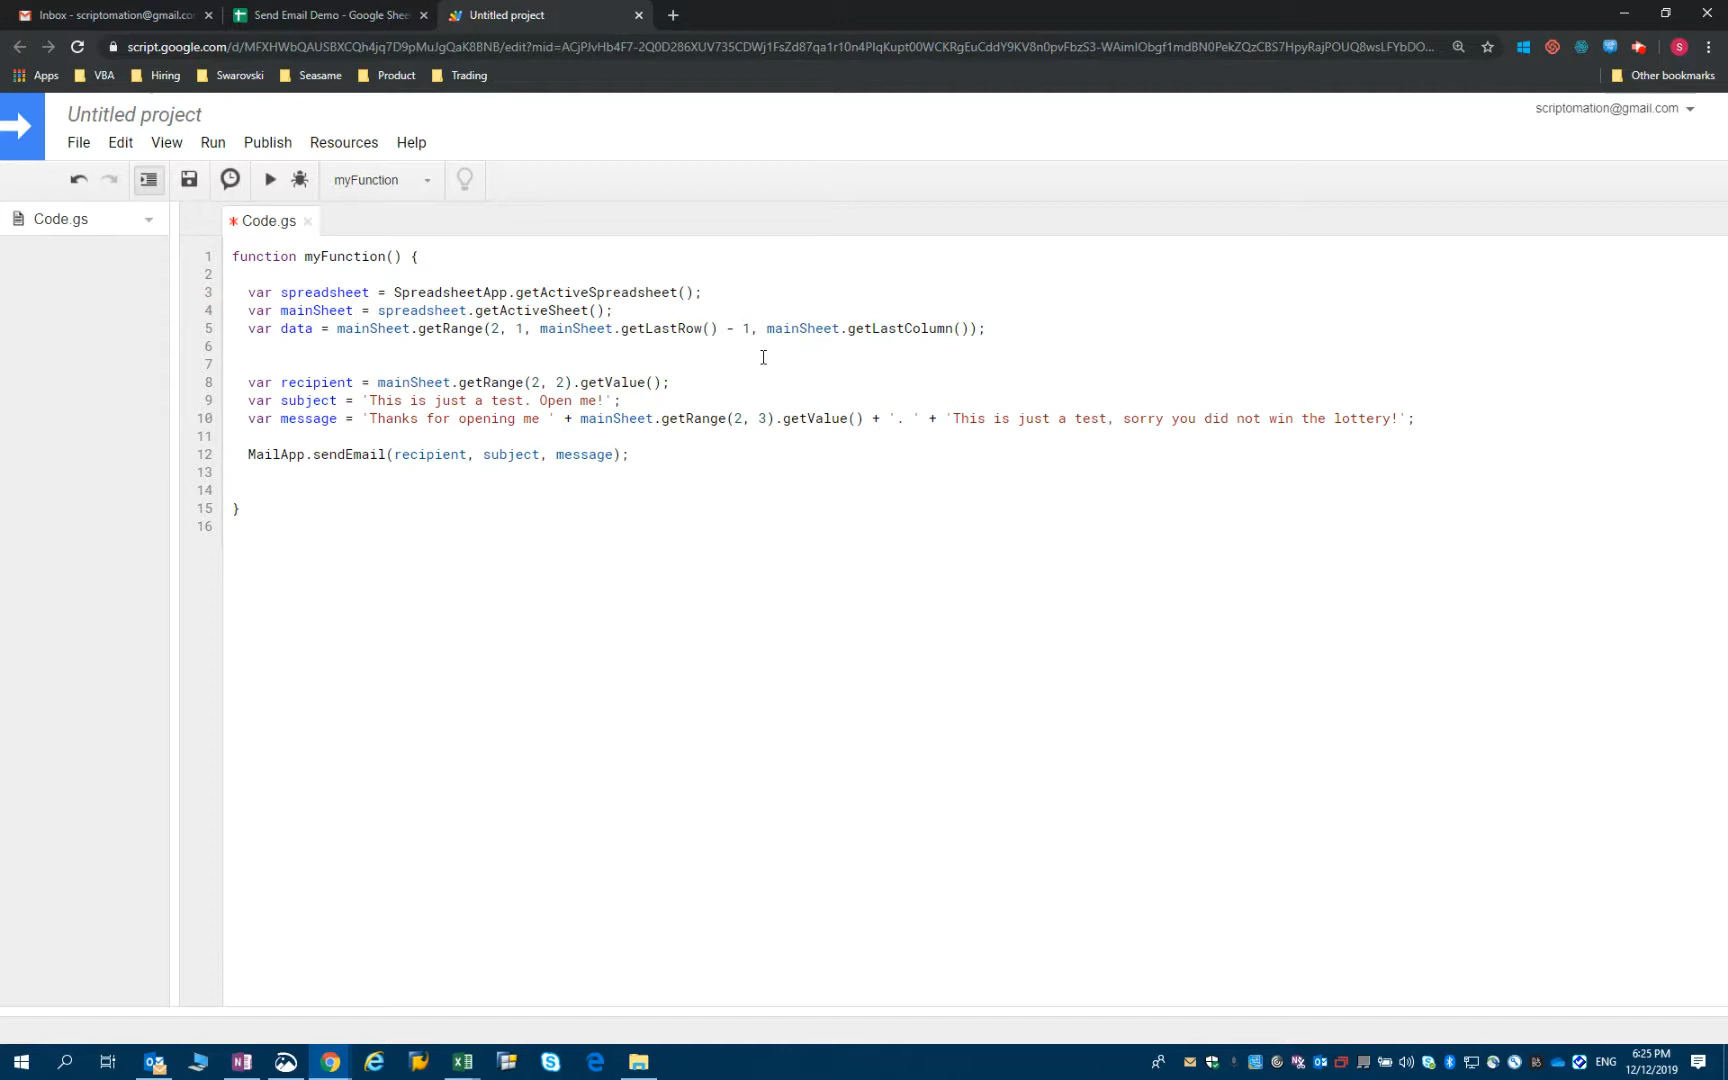 Inbox - scriptomation@gmail.co
Send Email Demo - Google Shee
Untitled project
script.google.com/d/MFXHWbQAUSBXCQh4jq7D9pMuJgQaK8BNB/edit?mid=
Apps
VBA
Hiring
Swarovski
Seasame
Product
Trading
Other bookmarks
Untitled project
scriptomation@gmail.com
File Edit View Run Publish Resources Help
myFunction
Code.gs
* Code.gs
1 function myFunction() {
2
3 var spreadsheet = SpreadsheetApp.getActiveSpreadsheet();
4 var mainSheet = spreadsheet.getActiveSheet();
5 var data = mainSheet.getRange(2, 1, mainSheet.getLastRow() - 1, mainSheet.getLastColumn());
6
7
8 var recipient = mainSheet.getRange(2, 2).getValue();
9 var subject = 'This is just a test. Open me!';
10 var message = 'Thanks for opening me ' + mainSheet.getRange(2, 3).getValue() + '. ' + 'This is just a test, sorry you did not win the lottery!';
11
12 MailApp.sendEmail(recipient, subject, message);
13
14
15 }
16
ENG
6:25 PM
12/12/2019